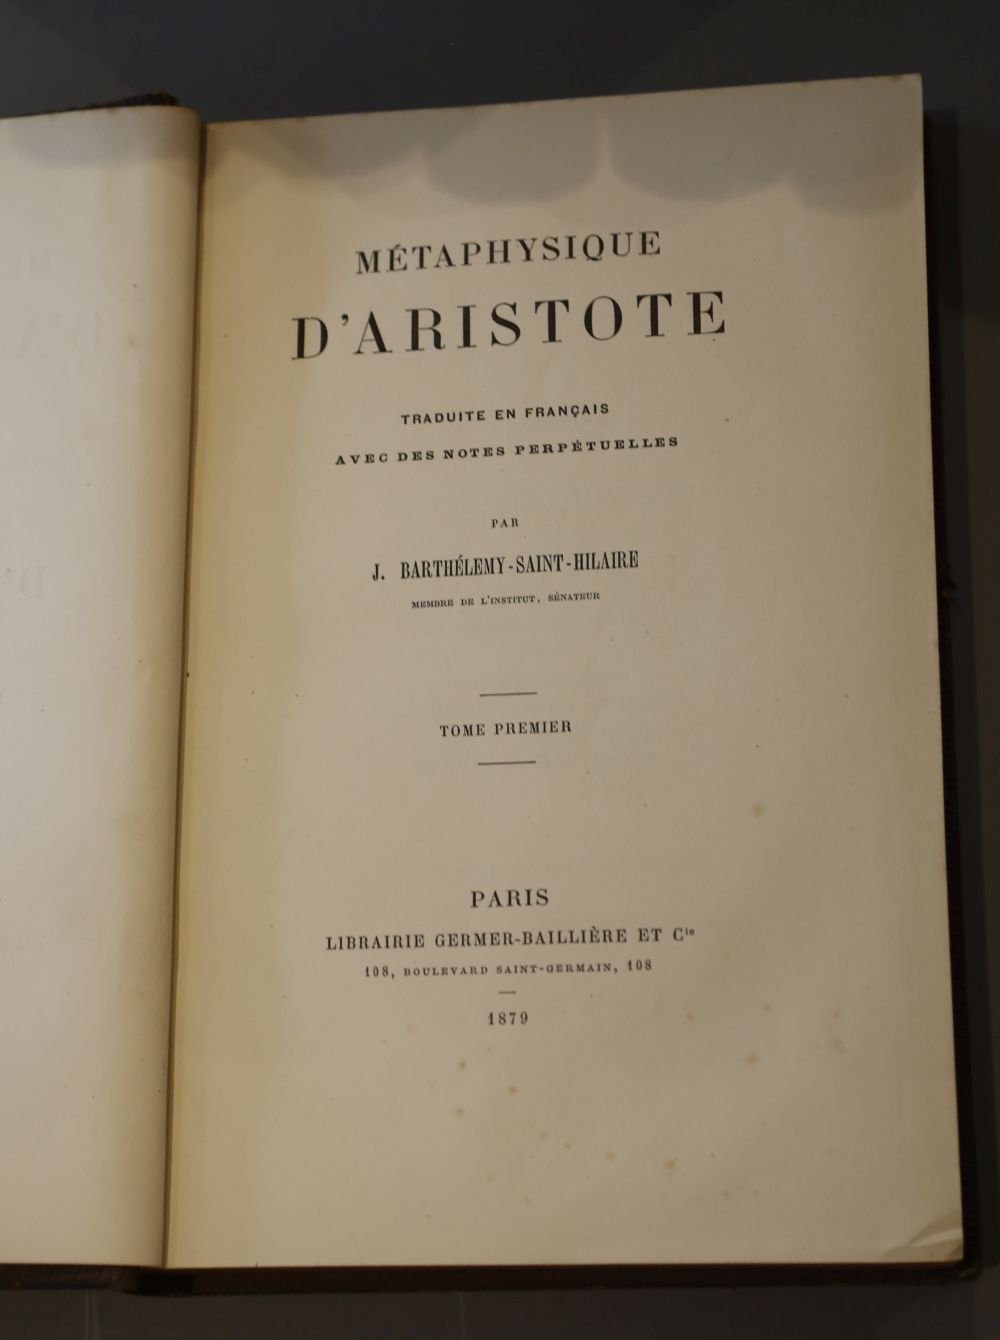 MÉTAPHYSIQUE
D'ARISTOTE
TRADUITE EN FRANÇAIS
AVEC DES NOTES PERPÉTUELLES
PAR
J. BARTHÉLEMY-SAINT-HILAIRE
MEMBRE DE L'INSTITUT, SÉNATEUR
TOME PREMIER
PARIS
LIBRAIRIE GERMER-BAILLIÈRE ET Cie
108, BOULEVARD SAINT-GERMAIN, 108
1879